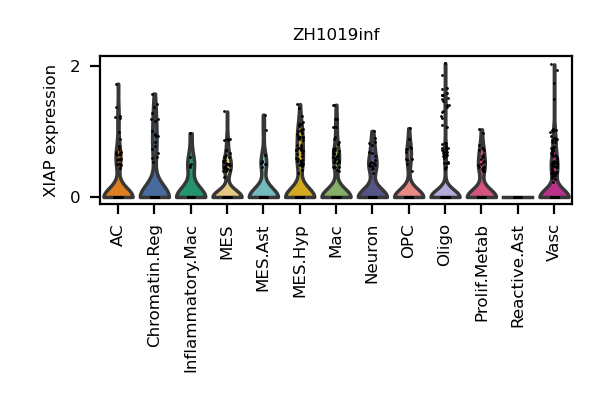 ZH1019inf
XIAP expression
2
0
AC
Chromatin.Reg
Inflammatory.Mac
MES
MES.Ast
MES.Hyp
Mac
Neuron
OPC
Oligo
Prolif.Metab
Reactive.Ast
Vasc